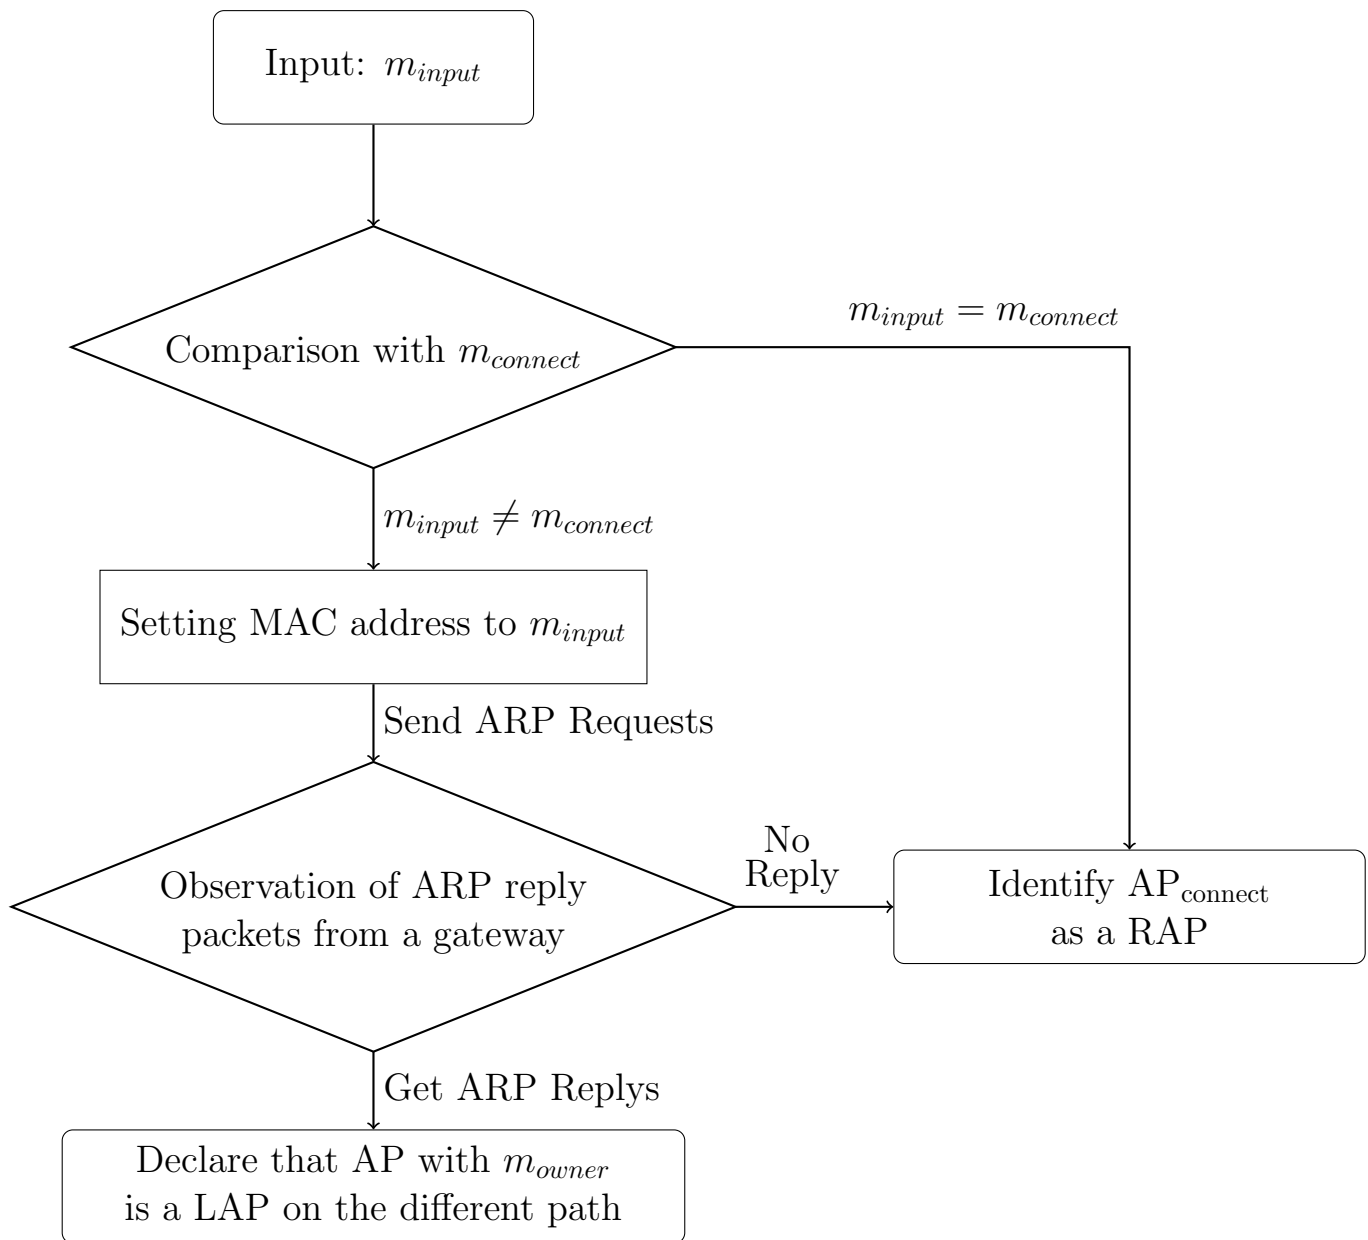 Input: m_input
Comparison with m_connect
m_input = m_connect
m_input ≠ m_connect
Setting MAC address to m_input
Send ARP Requests
Observation of ARP reply
packets from a gateway
No
Reply
Identify AP_connect
as a RAP
Get ARP Replys
Declare that AP with m_owner
is a LAP on the different path